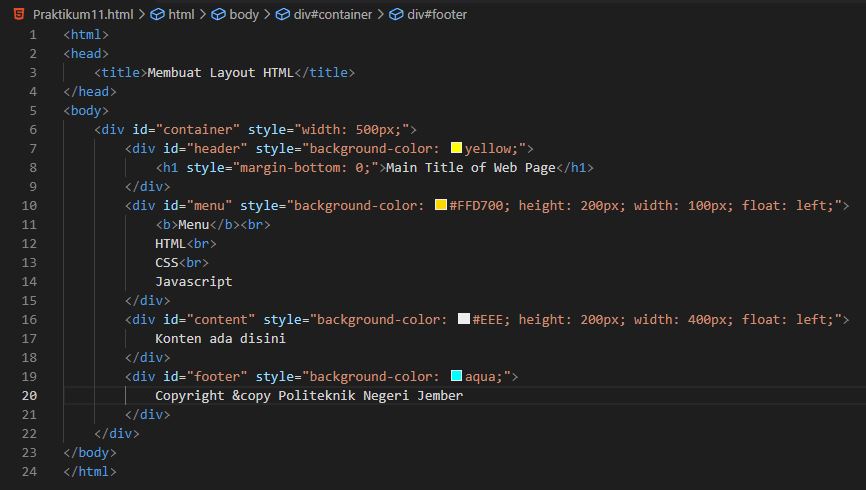 Praktikum11.html > html > body > div#container > div#footer
1 <html>
2 <head>
3 <title>Membuat Layout HTML</title>
4 </head>
5 <body>
6 <div id="container" style="width: 500px;">
7 <div id="header" style="background-color: yellow;">
8 <h1 style="margin-bottom: 0;">Main Title of Web Page</h1>
9 </div>
10 <div id="menu" style="background-color: #FFD700; height: 200px; width: 100px; float: left;">
11 <b>Menu</b><br>
12 HTML<br>
13 CSS<br>
14 Javascript
15 </div>
16 <div id="content" style="background-color: #EEE; height: 200px; width: 400px; float: left;">
17 Konten ada disini
18 </div>
19 <div id="footer" style="background-color: aqua;">
20 Copyright &copy Politeknik Negeri Jember
21 </div>
22 </div>
23 </body>
24 </html>